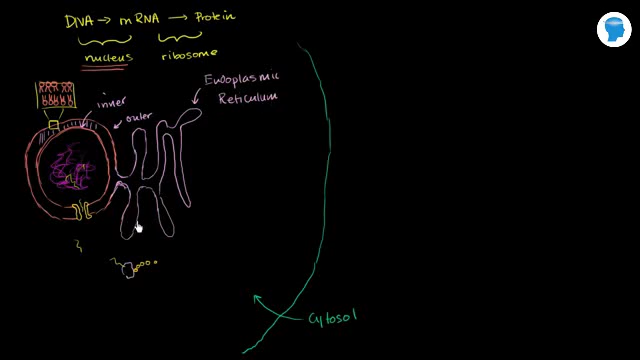 DNA → mRNA → Protein
nucleus ribosome
Endoplasmic
Reticulum
inner
outer
Cytosol